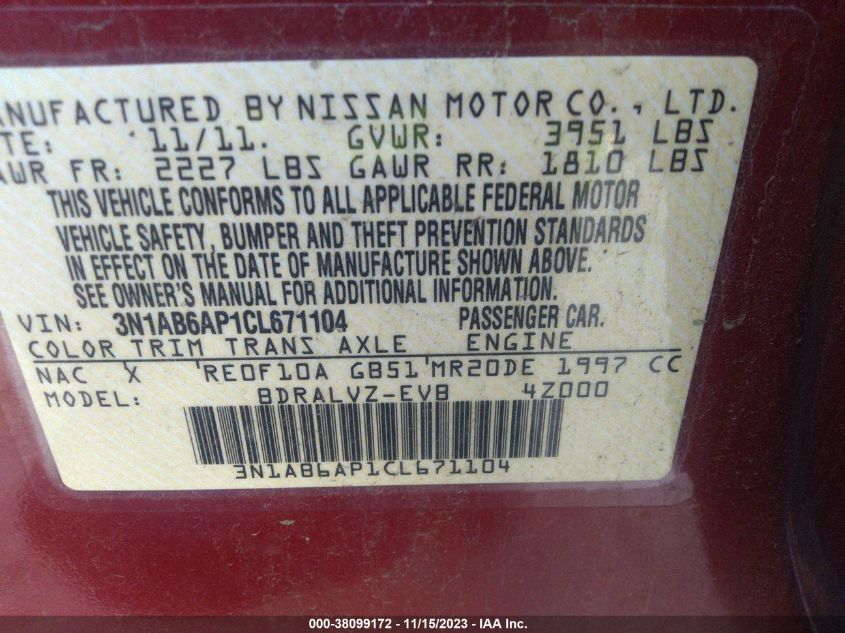 ANUFACTURED BY NISSAN MOTOR CO., LTD.
ATE: 11/11. GVWR: 3951 LBS
AWR FR: 2227 LBS GAWR RR: 1810 LBS
THIS VEHICLE CONFORMS TO ALL APPLICABLE FEDERAL MOTOR
VEHICLE SAFETY, BUMPER AND THEFT PREVENTION STANDARDS
IN EFFECT ON THE DATE OF MANUFACTURE SHOWN ABOVE.
SEE OWNER'S MANUAL FOR ADDITIONAL INFORMATION.
VIN: 3N1AB6AP1CL671104 PASSENGER CAR.
COLOR TRIM TRANS AXLE ENGINE
NAC X RE0F10A GB51 MR20DE 1997 CC
MODEL: BDRALVZ-EVB 4Z000
3N1AB6AP1CL671104
000-38099172 - 11/15/2023 - IAA Inc.